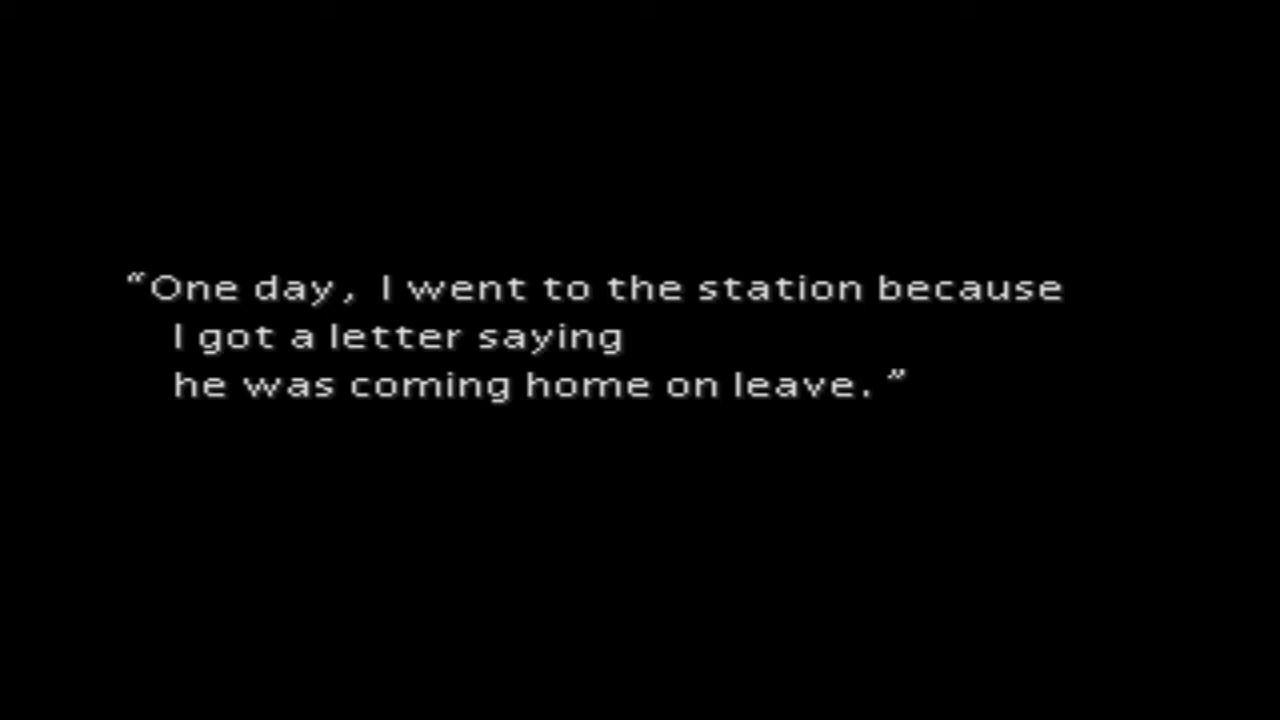 “One day, I went to the station because
I got a letter saying
he was coming home on leave.”